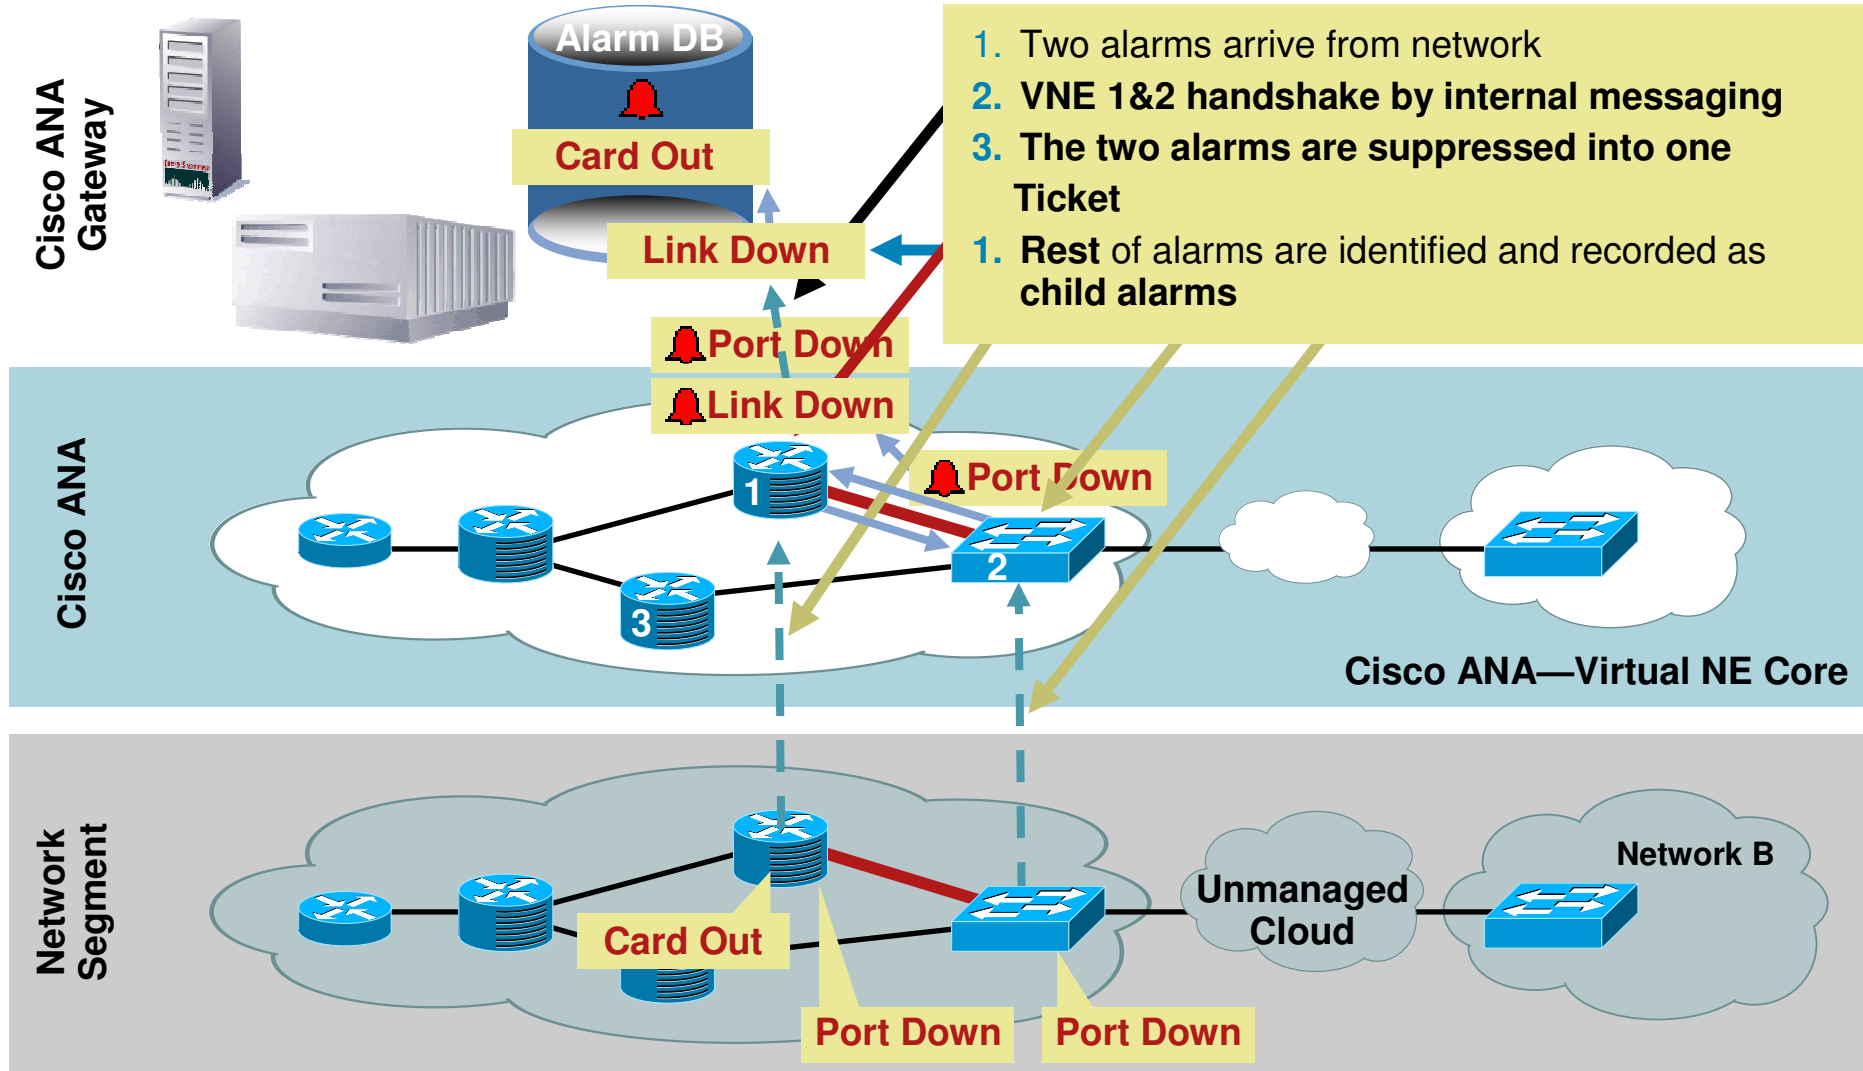 Cisco ANA
Gateway
Alarm DB
Card Out
Link Down
Port Down
Link Down
1. Two alarms arrive from network
2. VNE 1&2 handshake by internal messaging
3. The two alarms are suppressed into one
Ticket
1. Rest of alarms are identified and recorded as
child alarms
Cisco ANA
1
Port Down
2
3
Cisco ANA—Virtual NE Core
Network
Segment
Network B
Unmanaged
Cloud
Card Out
Port Down
Port Down